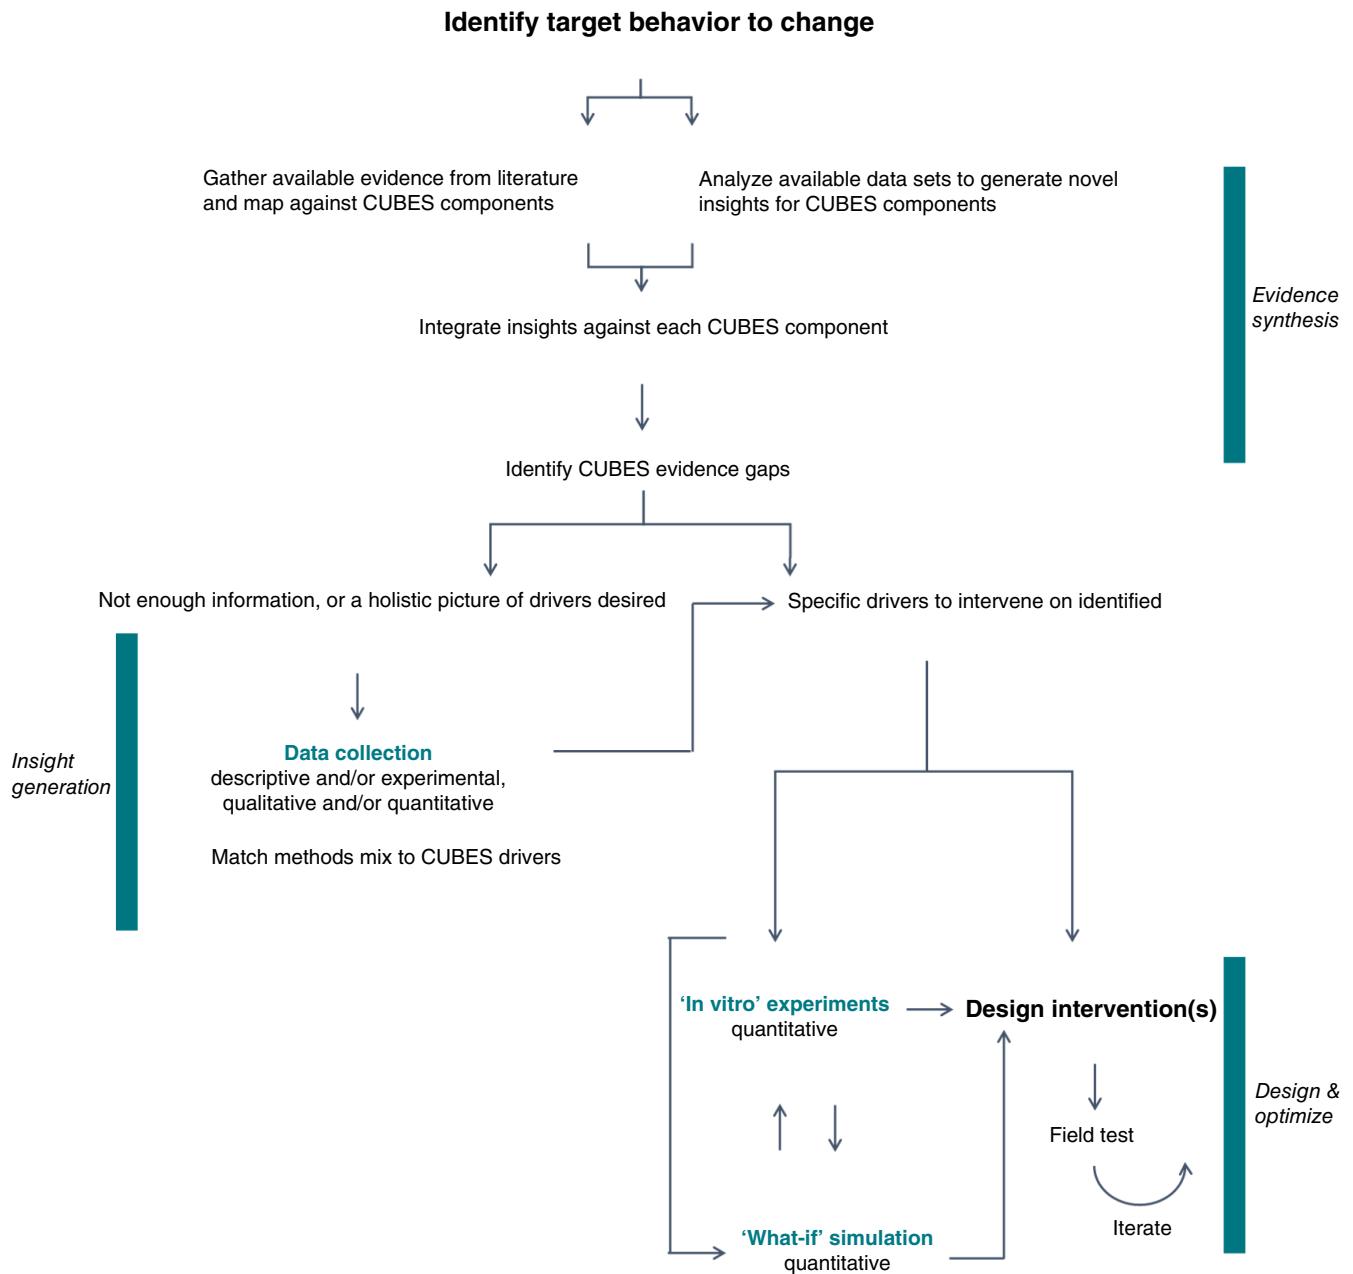 Identify target behavior to change
Gather available evidence from literature
and map against CUBES components
Analyze available data sets to generate novel
insights for CUBES components
Evidence
synthesis
Integrate insights against each CUBES component
Identify CUBES evidence gaps
Not enough information, or a holistic picture of drivers desired
Specific drivers to intervene on identified
Insight
generation
Data collection
descriptive and/or experimental,
qualitative and/or quantitative
Match methods mix to CUBES drivers
‘In vitro’ experiments
quantitative
Design intervention(s)
Design &
optimize
Field test
Iterate
‘What-if’ simulation
quantitative